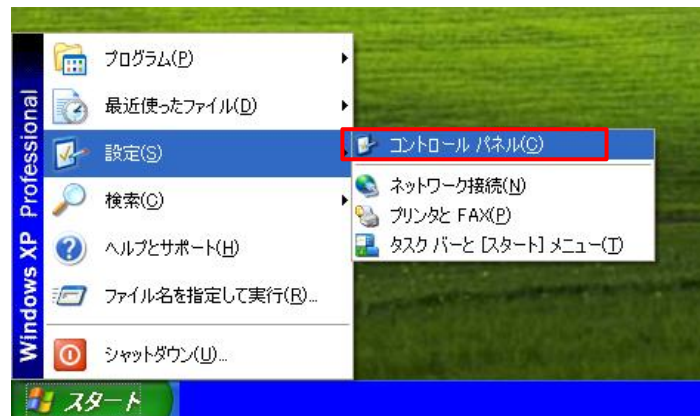 Windows XP Professional
プログラム(P)
最近使ったファイル(D)
設定(S)
検索(C)
ヘルプとサポート(H)
ファイル名を指定して実行(R)...
シャットダウン(U)...
コントロール パネル(C)
ネットワーク接続(N)
プリンタと FAX(P)
タスク バーと [スタート] メニュー(T)
スタート